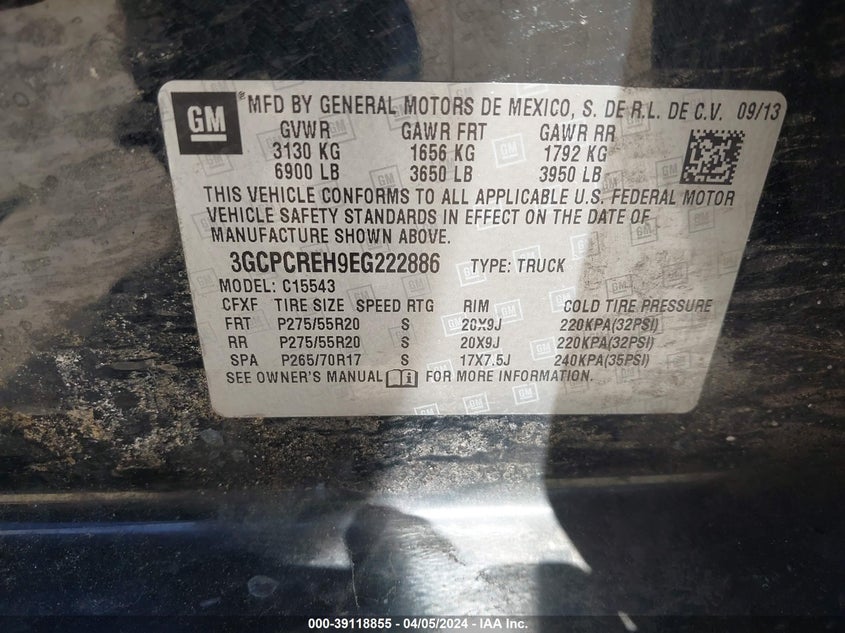 GM MFD BY GENERAL MOTORS DE MEXICO, S. DE R.L. DE C.V. 09/13
GVWR GAWR FRT GAWR RR
3130 KG 1656 KG 1792 KG
6900 LB 3650 LB 3950 LB
THIS VEHICLE CONFORMS TO ALL APPLICABLE U.S. FEDERAL MOTOR
VEHICLE SAFETY STANDARDS IN EFFECT ON THE DATE OF
MANUFACTURE SHOWN ABOVE.
3GCPCREH9EG222886 TYPE: TRUCK
MODEL: C15543
CFXF TIRE SIZE SPEED RTG RIM COLD TIRE PRESSURE
FRT P275/55R20 S 20X9J 220KPA(32PSI)
RR P275/55R20 S 20X9J 220KPA(32PSI)
SPA P265/70R17 S 17X7.5J 240KPA(35PSI)
SEE OWNER'S MANUAL FOR MORE INFORMATION.
000-39118855 - 04/05/2024 - IAA Inc.